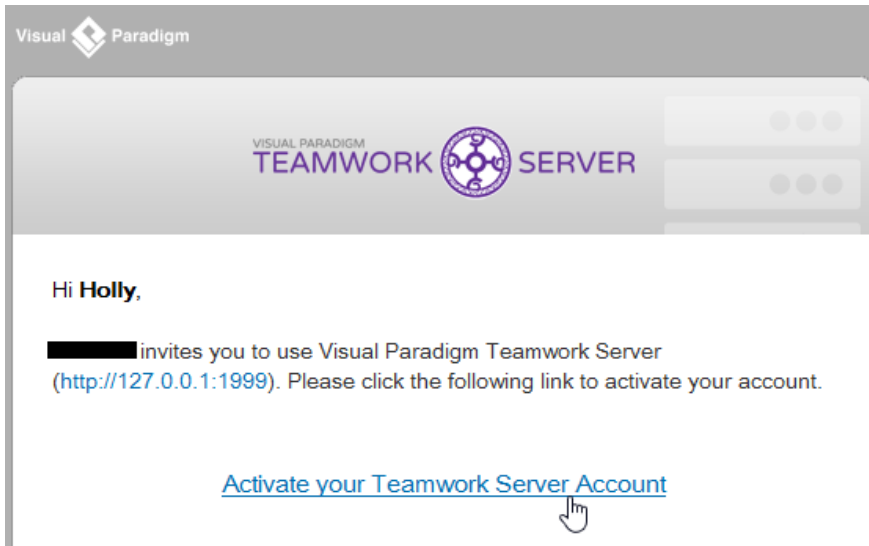 Visual Paradigm
VISUAL PARADIGM
TEAMWORK SERVER
Hi Holly,
invites you to use Visual Paradigm Teamwork Server
(http://127.0.0.1:1999). Please click the following link to activate your account.
Activate your Teamwork Server Account